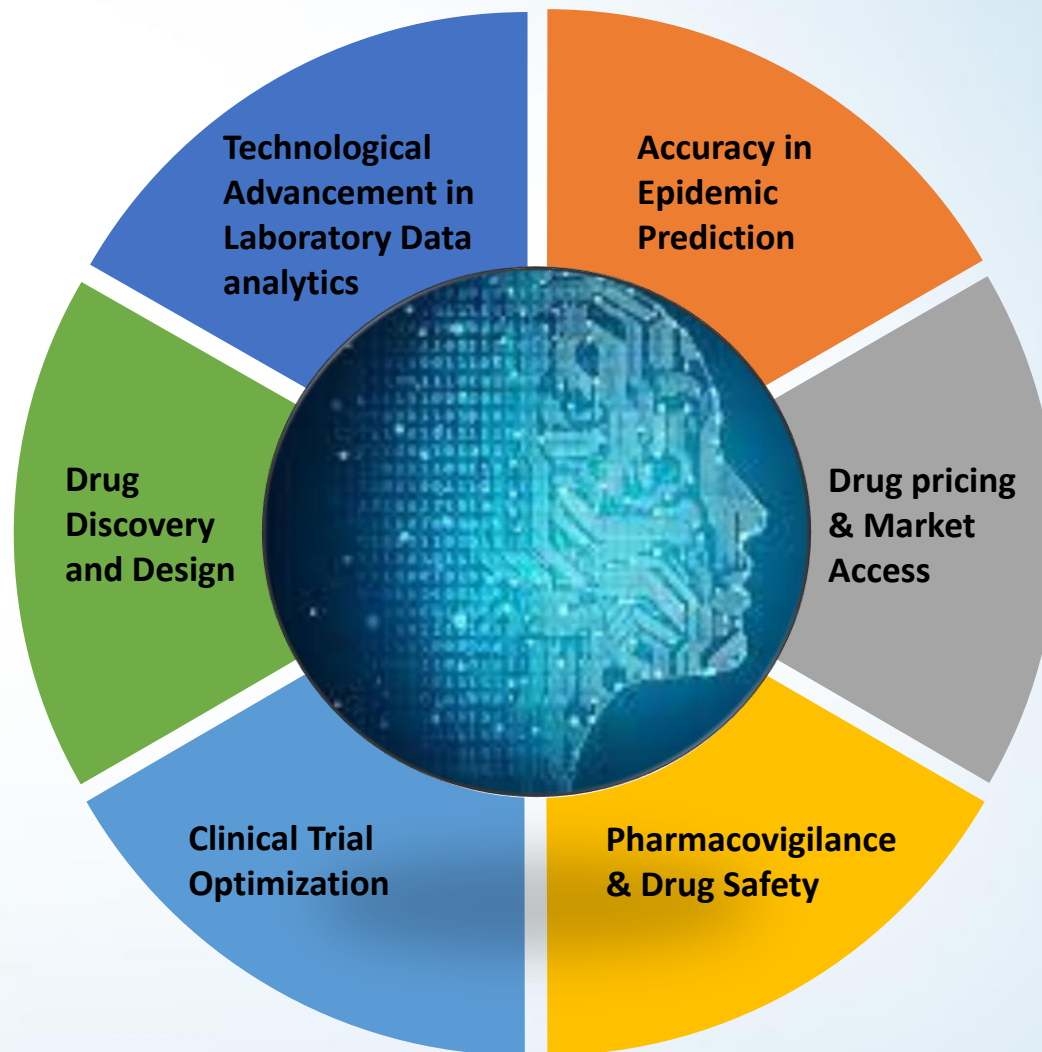 Technological
Advancement in
Laboratory Data
analytics
Accuracy in
Epidemic
Prediction
Drug
Discovery
and Design
Drug pricing
& Market
Access
Clinical Trial
Optimization
Pharmacovigilance
& Drug Safety